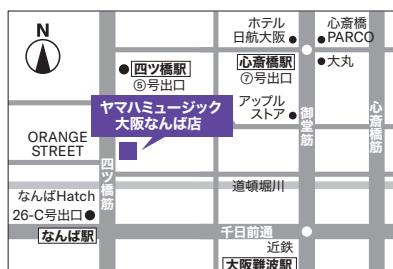 N
ホテル
日航大阪
心斎橋
PARCO
四ツ橋駅
⑤号出口
心斎橋駅
⑦号出口
大丸
ヤマハミュージック
大阪なんば店
アップル
ストア
御堂筋
心斎橋筋
ORANGE
STREET
四ツ橋筋
なんばHatch
26-C号出口
道頓堀川
なんば駅
千日前通
近鉄
大阪難波駅